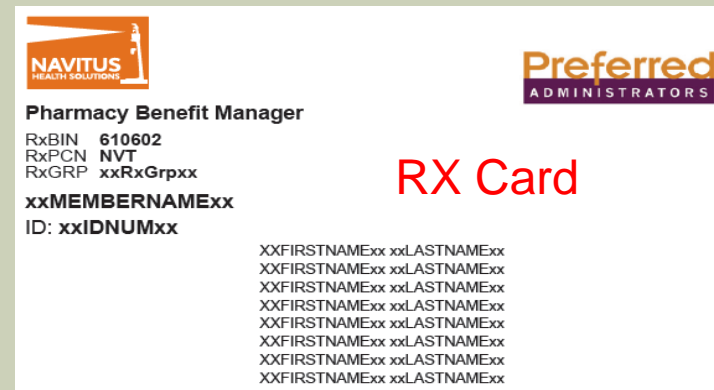 NAVITUS
HEALTH SOLUTIONS
Preferred
ADMINISTRATORS
Pharmacy Benefit Manager
RxBIN 610602
RxPCN NVT
RxGRP xxRxGrpxx
RX Card
xxMEMBERNAMExx
ID: xxIDNUMxx
XXFIRSTNAMExx xxLASTNAMExx
XXFIRSTNAMExx xxLASTNAMExx
XXFIRSTNAMExx xxLASTNAMExx
XXFIRSTNAMExx xxLASTNAMExx
XXFIRSTNAMExx xxLASTNAMExx
XXFIRSTNAMExx xxLASTNAMExx
XXFIRSTNAMExx xxLASTNAMExx
XXFIRSTNAMExx xxLASTNAMExx